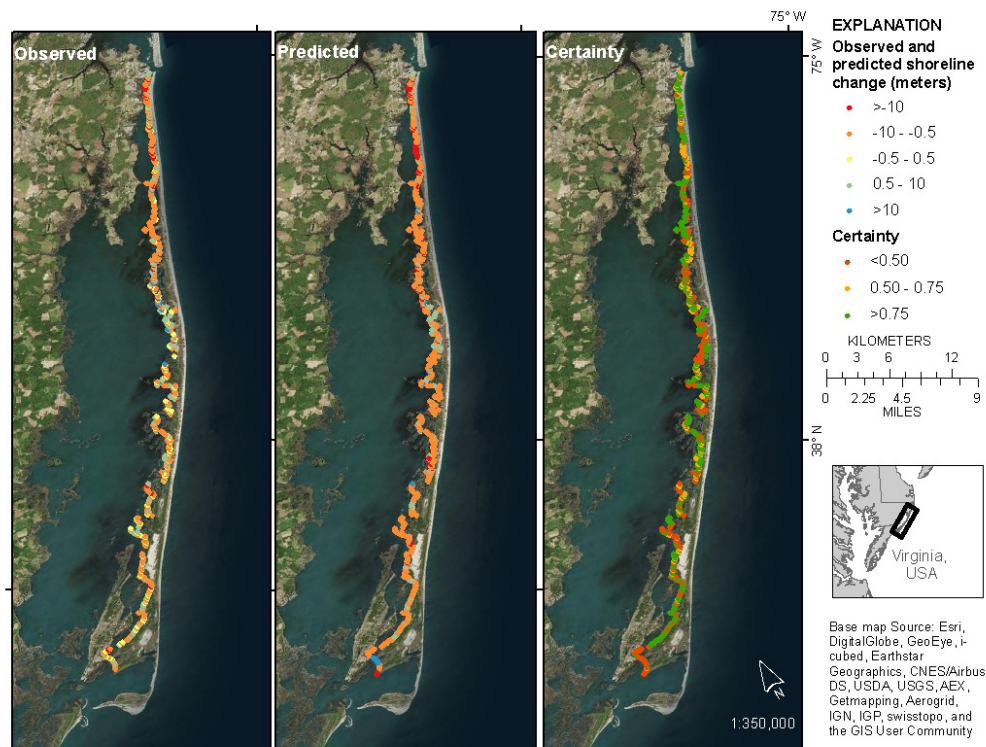 Observed
Predicted
Certainty
75° W
75° W
38° N
1:350,000
N
EXPLANATION
Observed and
predicted shoreline
change (meters)
>-10
-10 - -0.5
-0.5 - 0.5
0.5 - 10
>10
Certainty
<0.50
0.50 - 0.75
>0.75
KILOMETERS
0 3 6 12
0 2.25 4.5 9
MILES
Virginia,
USA
Base map Source: Esri,
DigitalGlobe, GeoEye, i-
cubed, Earthstar
Geographics, CNES/Airbus
DS, USDA, USGS, AEX,
Getmapping, Aerogrid,
IGN, IGP, swisstopo, and
the GIS User Community